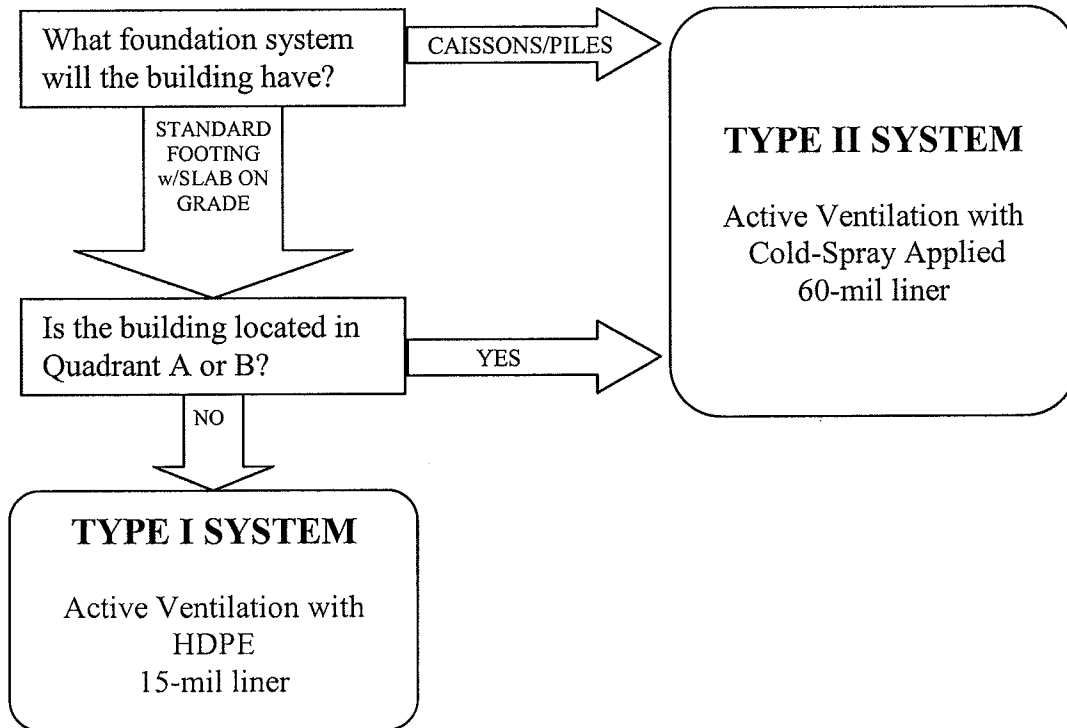 What foundation system
will the building have?
CAISSONS/PILES
STANDARD
FOOTING
w/SLAB ON
GRADE
TYPE II SYSTEM
Active Ventilation with
Cold-Spray Applied
60-mil liner
Is the building located in
Quadrant A or B?
YES
NO
TYPE I SYSTEM
Active Ventilation with
HDPE
15-mil liner